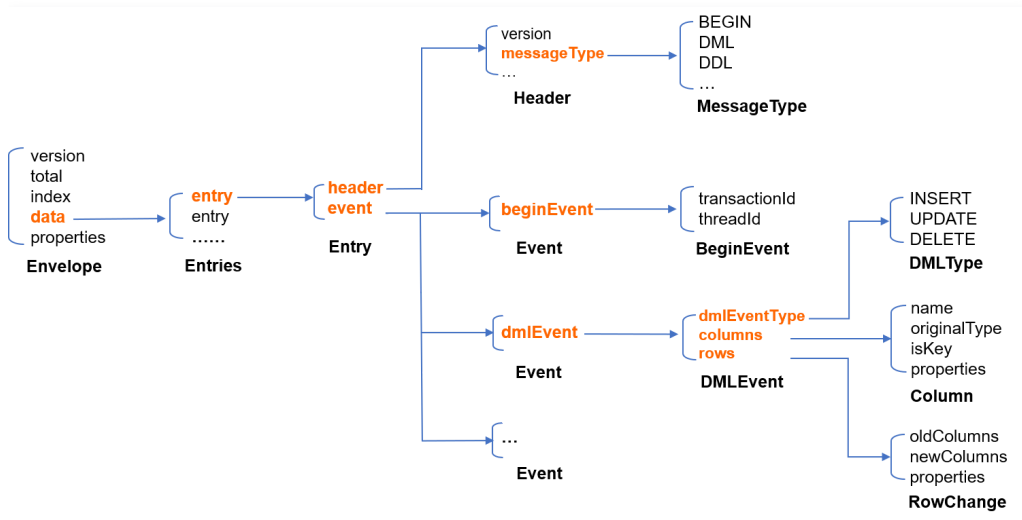 version
total
index
data
properties
Envelope
entry
entry
......
Entries
header
event
Entry
version
messageType
...
Header
BEGIN
DML
DDL
...
MessageType
beginEvent
Event
transactionId
threadId
BeginEvent
dmlEvent
Event
dmlEventType
columns
rows
DMLEvent
INSERT
UPDATE
DELETE
DMLType
name
originalType
isKey
properties
Column
oldColumns
newColumns
properties
RowChange
...
Event